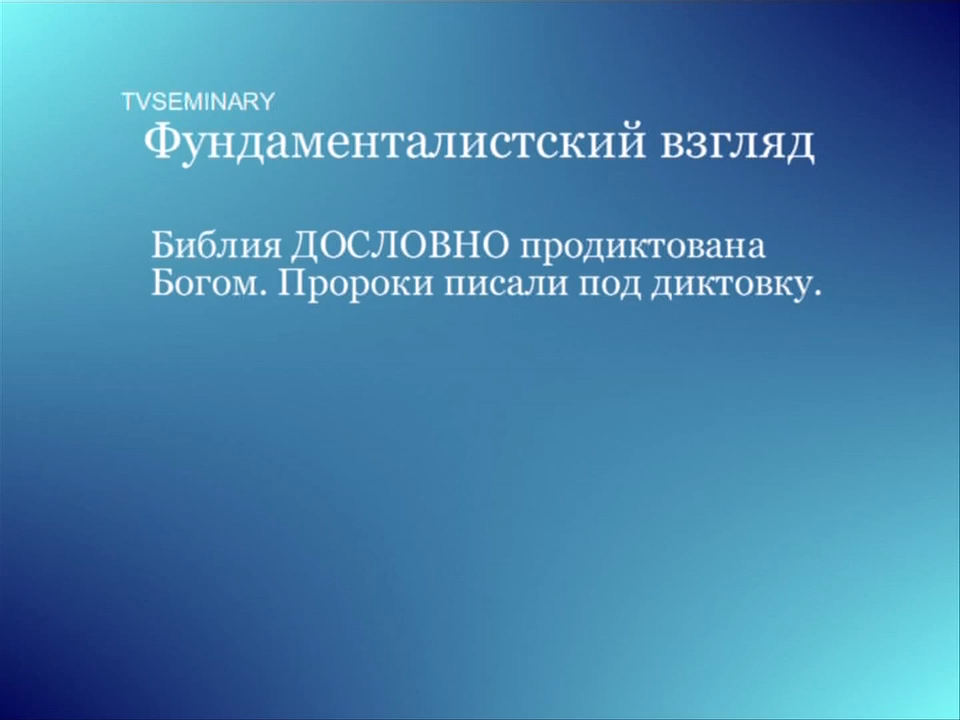 TVSEMINARY
Фундаменталистский взгляд
Библия ДОСЛОВНО продиктована
Богом. Пророки писали под диктовку.